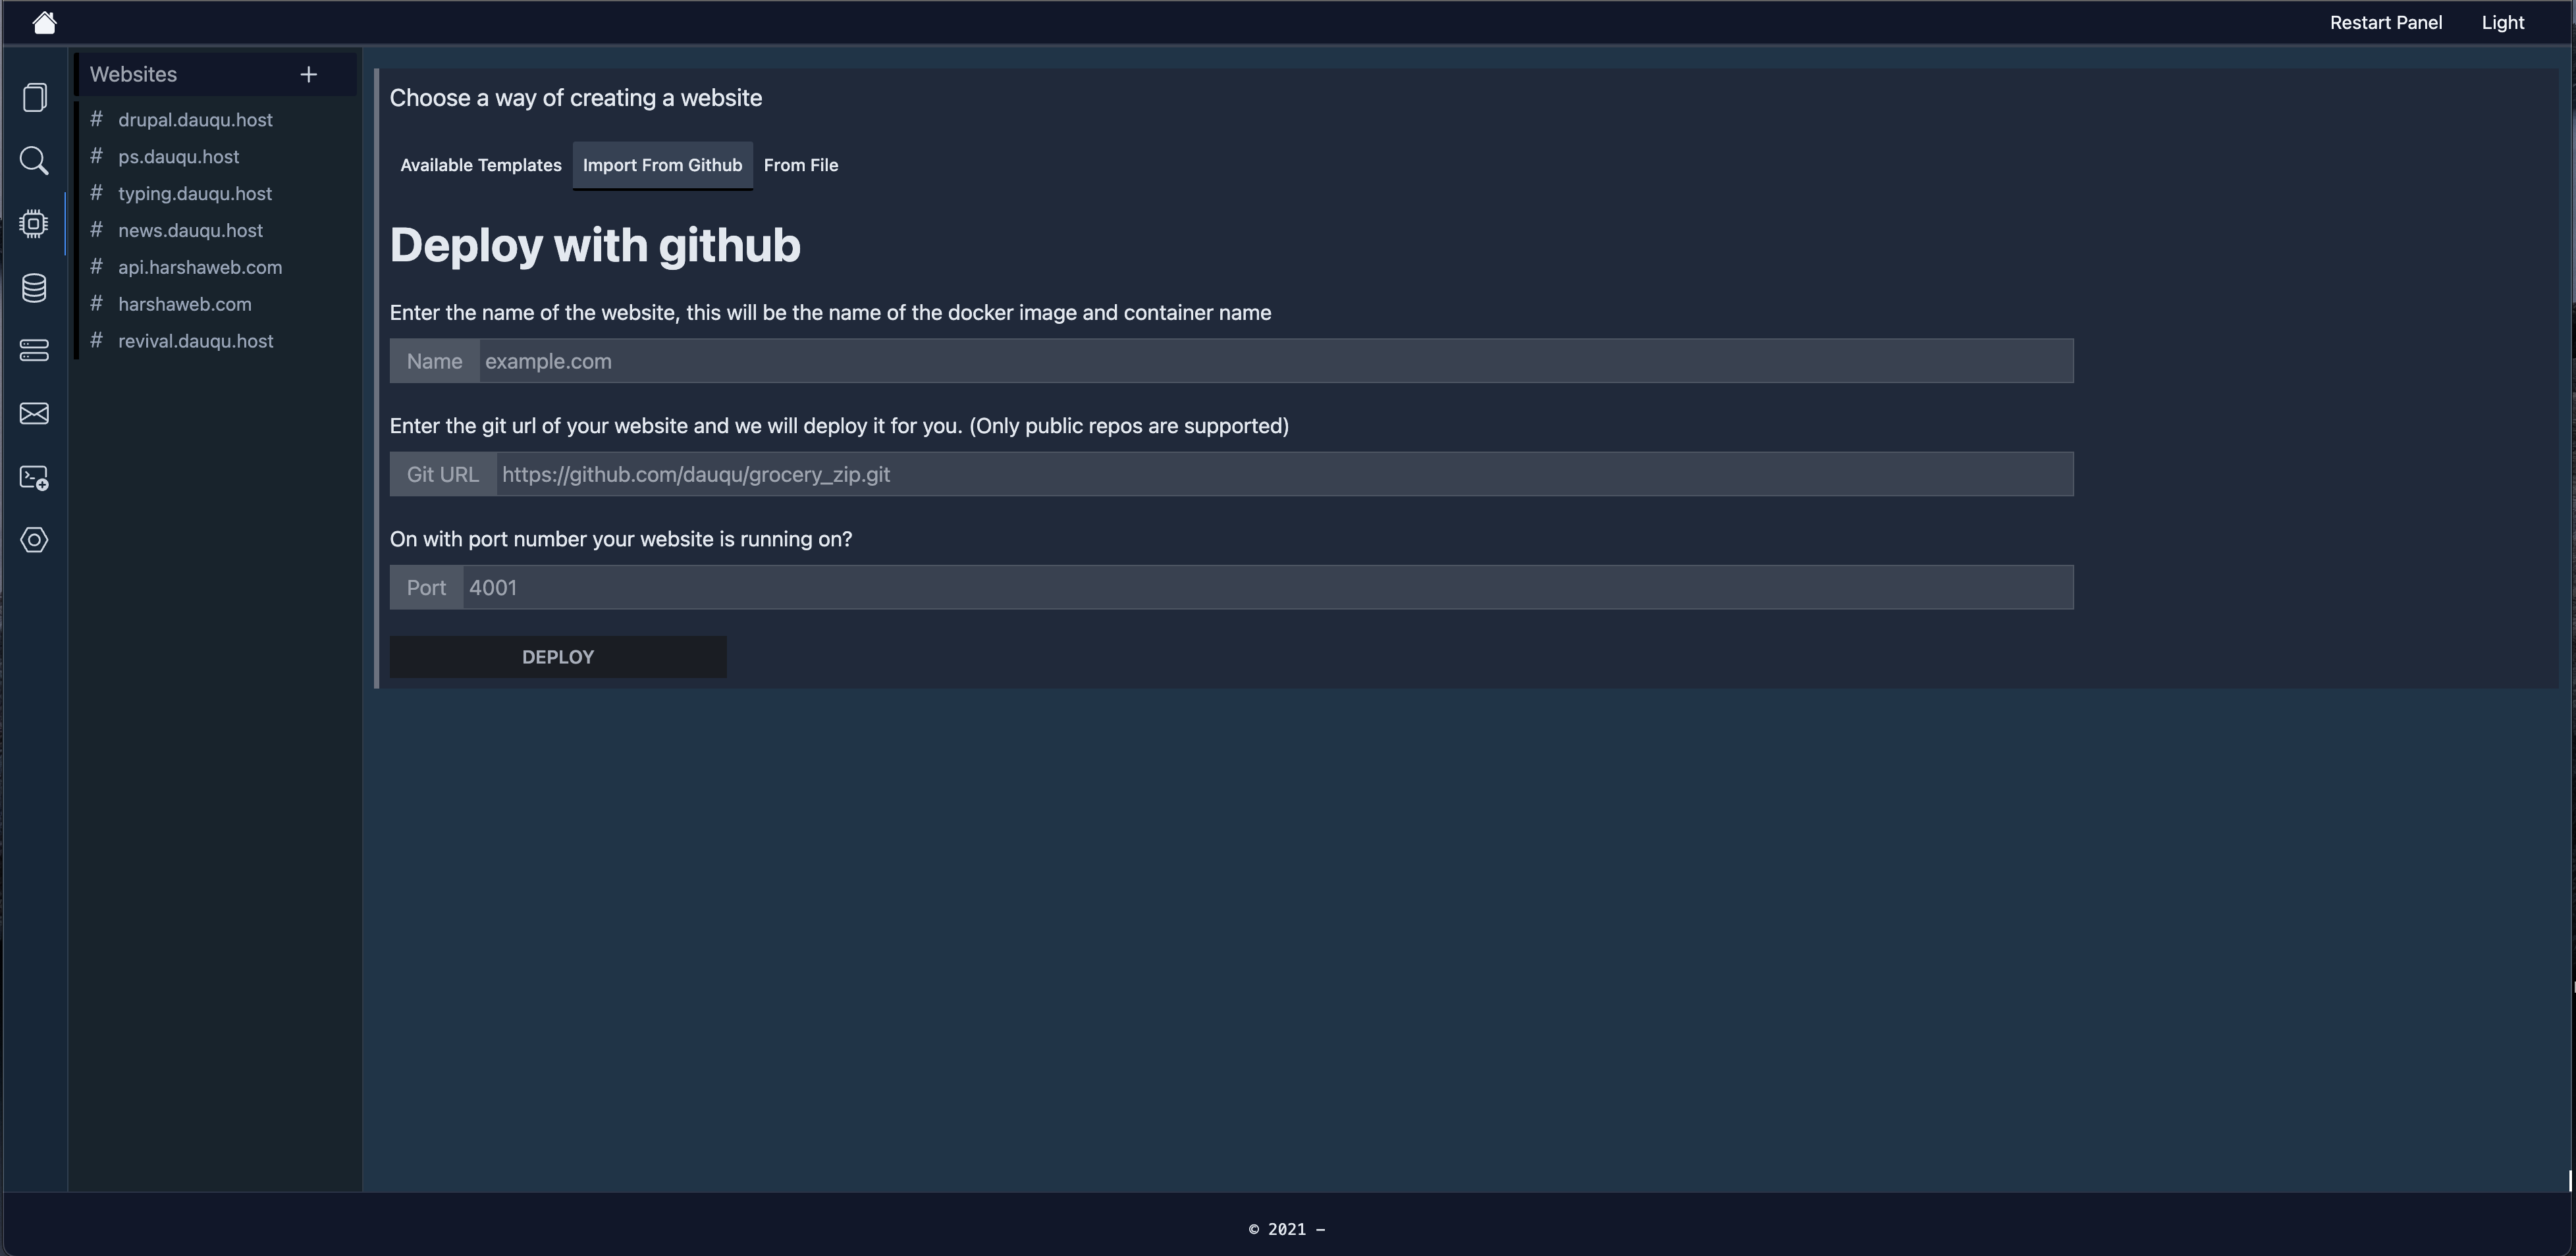 Restart Panel Light
Websites +
# drupal.dauqu.host
# ps.dauqu.host
# typing.dauqu.host
# news.dauqu.host
# api.harshaweb.com
# harshaweb.com
# revival.dauqu.host
Choose a way of creating a website
Available Templates Import From Github From File
Deploy with github
Enter the name of the website, this will be the name of the docker image and container name
Name example.com
Enter the git url of your website and we will deploy it for you. (Only public repos are supported)
Git URL https://github.com/dauqu/grocery_zip.git
On with port number your website is running on?
Port 4001
DEPLOY
© 2021 —